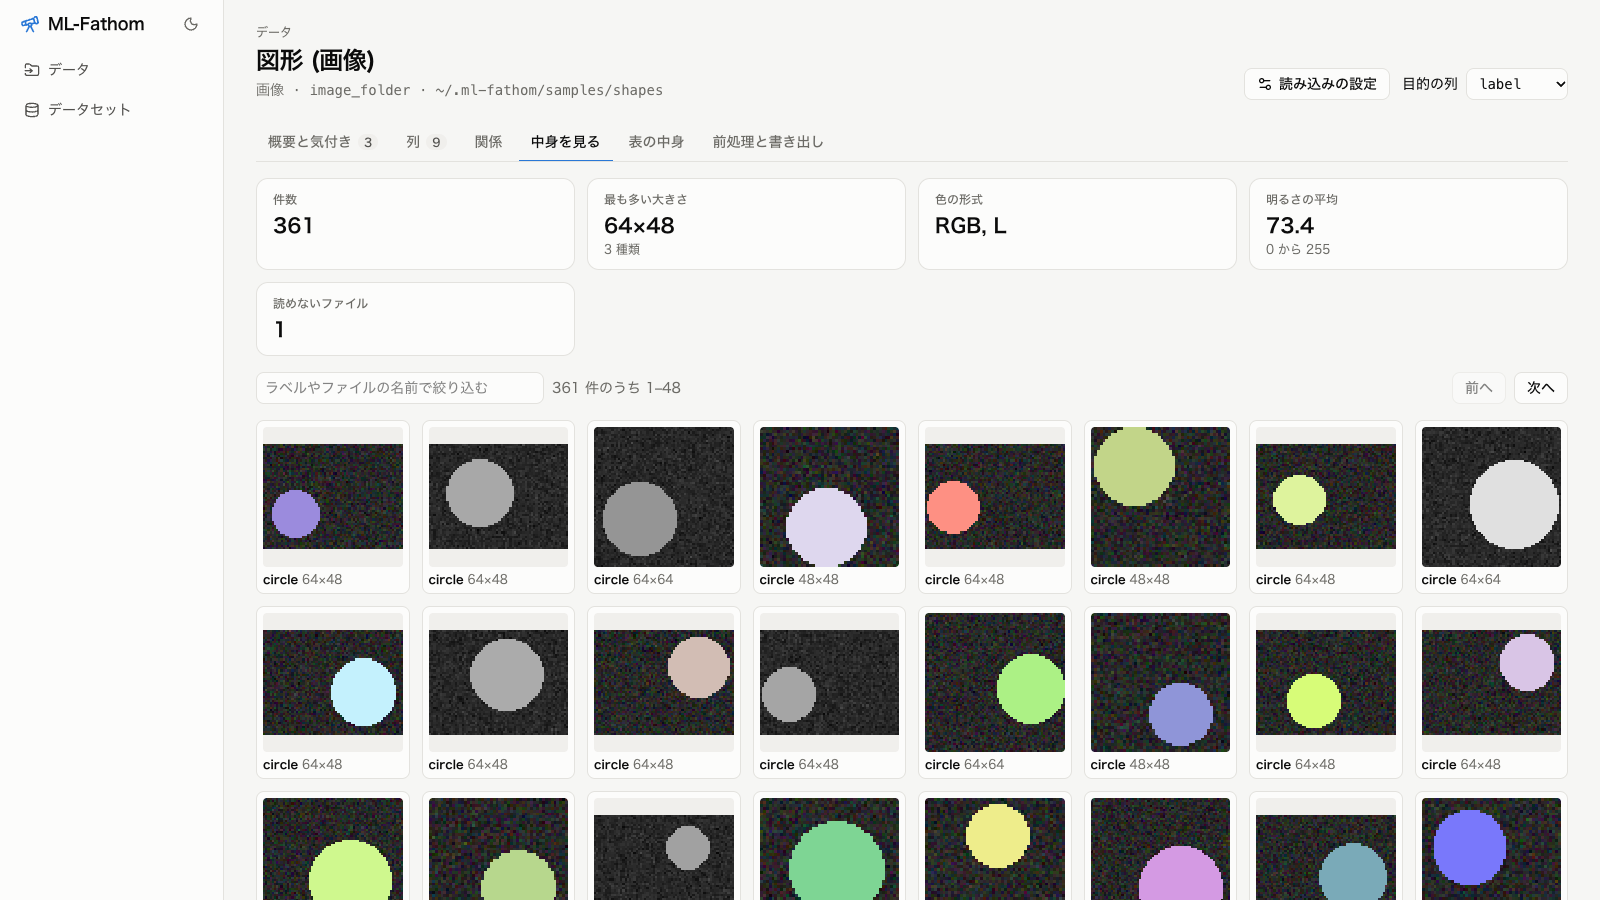 ML-Fathom
データ
データセット
データ
図形 (画像)
画像 · image_folder · ~/.ml-fathom/samples/shapes
読み込みの設定
目的の列
label
概要と気付き 3
列 9
関係
中身を見る
表の中身
前処理と書き出し
件数
361
最も多い大きさ
64×48
3 種類
色の形式
RGB, L
明るさの平均
73.4
0 から 255
読めないファイル
1
ラベルやファイルの名前で絞り込む
361 件のうち 1–48
前へ
次へ
circle 64×48
circle 64×48
circle 64×64
circle 48×48
circle 64×48
circle 48×48
circle 64×48
circle 64×64
circle 64×48
circle 64×48
circle 64×48
circle 64×48
circle 64×64
circle 48×48
circle 64×48
circle 64×48